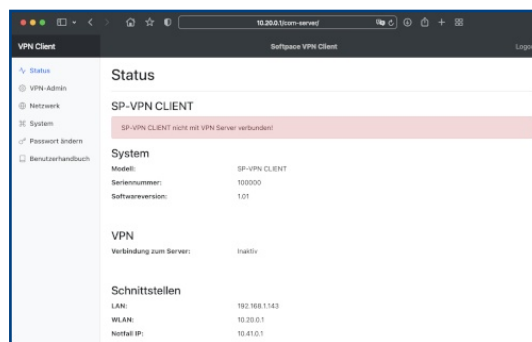 10.20.0.1/com-server/
VPN Client
Softpace VPN Client
Logou
Status
VPN-Admin
Netzwerk
System
Passwort ändern
Benutzerhandbuch
Status
SP-VPN CLIENT
SP-VPN CLIENT nicht mit VPN Server verbunden!
System
Modell: SP-VPN CLIENT
Seriennummer: 100000
Softwareversion: 1.01
VPN
Verbindung zum Server: Inaktiv
Schnittstellen
LAN: 192.168.1.143
WLAN: 10.20.0.1
Notfall IP: 10.41.0.1